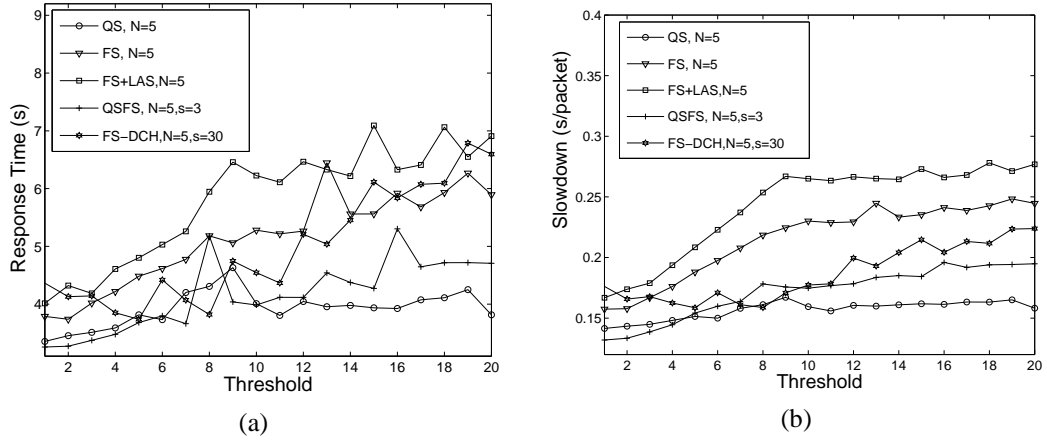 9
8
7
6
5
4
Response Time (s)
QS, N=5
FS, N=5
FS+LAS,N=5
QSFS, N=5,s=3
FS−DCH,N=5,s=30
2 4 6 8 10 12 14 16 18 20
Threshold
(a)
0.4
0.35
0.3
0.25
0.2
0.15
Slowdown (s/packet)
QS, N=5
FS, N=5
FS+LAS,N=5
QSFS, N=5,s=3
FS−DCH,N=5,s=30
2 4 6 8 10 12 14 16 18 20
Threshold
(b)